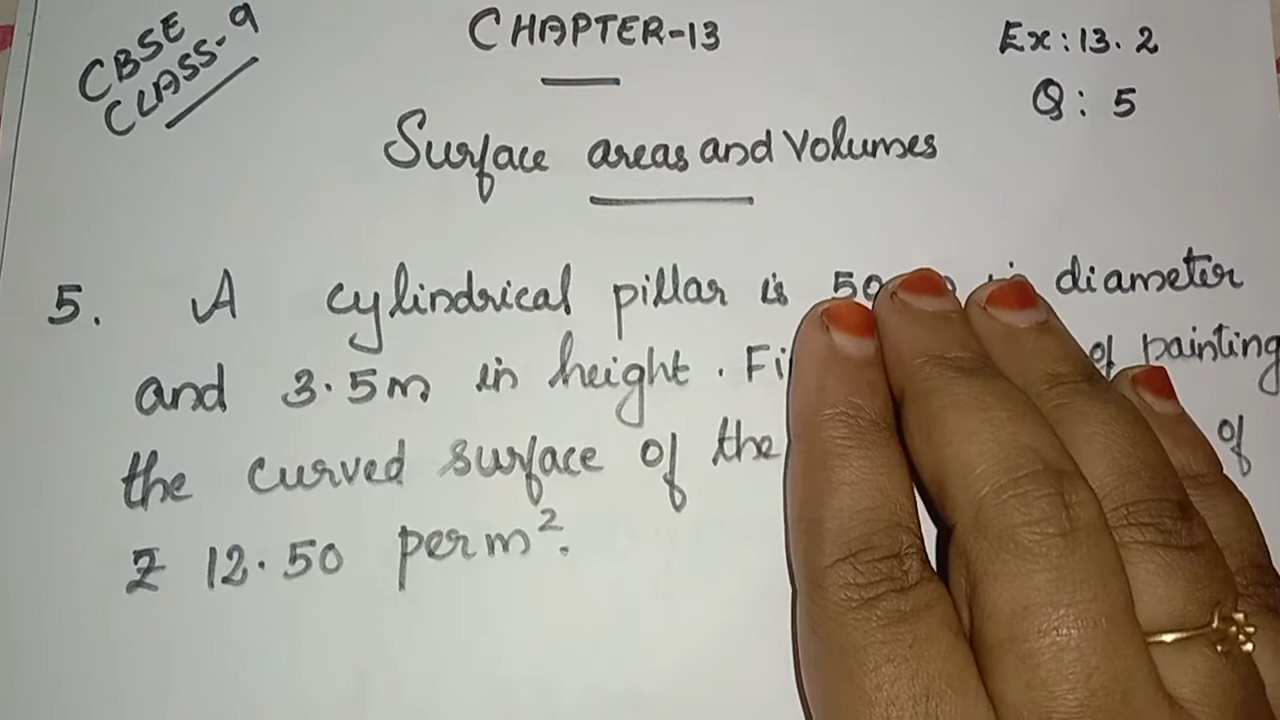 CBSE
CLASS-9
CHAPTER-13
Ex: 13.2
Q: 5
Surface areas and Volumes
5. A cylindrical pillar is 50 diameter
and 3.5m in height. of painting
the curved surface of the of
₹ 12.50 per m².